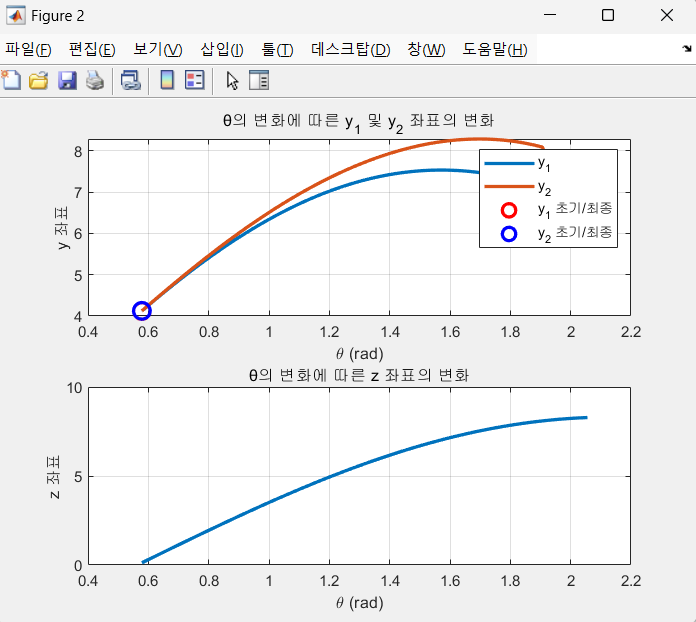 Figure 2
파일(F) 편집(E) 보기(V) 삽입(I) 툴(T) 데스크탑(D) 창(W) 도움말(H)
θ의 변화에 따른 y₁ 및 y₂ 좌표의 변화
8
7
6
5
4
y 좌표
y₁
y₂
y₁ 초기/최종
y₂ 초기/최종
0.4 0.6 0.8 1 1.2 1.4 1.6 1.8 2 2.2
θ (rad)
θ의 변화에 따른 z 좌표의 변화
10
5
0
z 좌표
0.4 0.6 0.8 1 1.2 1.4 1.6 1.8 2 2.2
θ (rad)